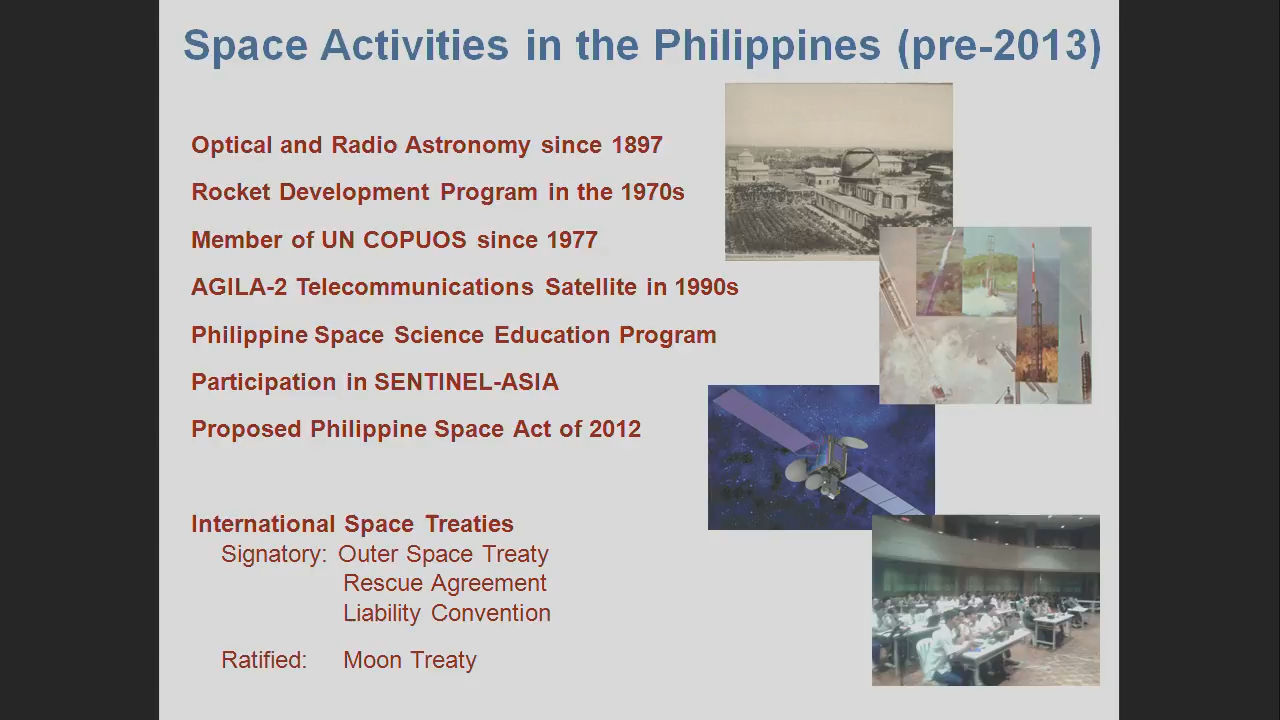 Space Activities in the Philippines (pre-2013)
Optical and Radio Astronomy since 1897
Rocket Development Program in the 1970s
Member of UN COPUOS since 1977
AGILA-2 Telecommunications Satellite in 1990s
Philippine Space Science Education Program
Participation in SENTINEL-ASIA
Proposed Philippine Space Act of 2012
International Space Treaties
Signatory: Outer Space Treaty
Rescue Agreement
Liability Convention
Ratified: Moon Treaty